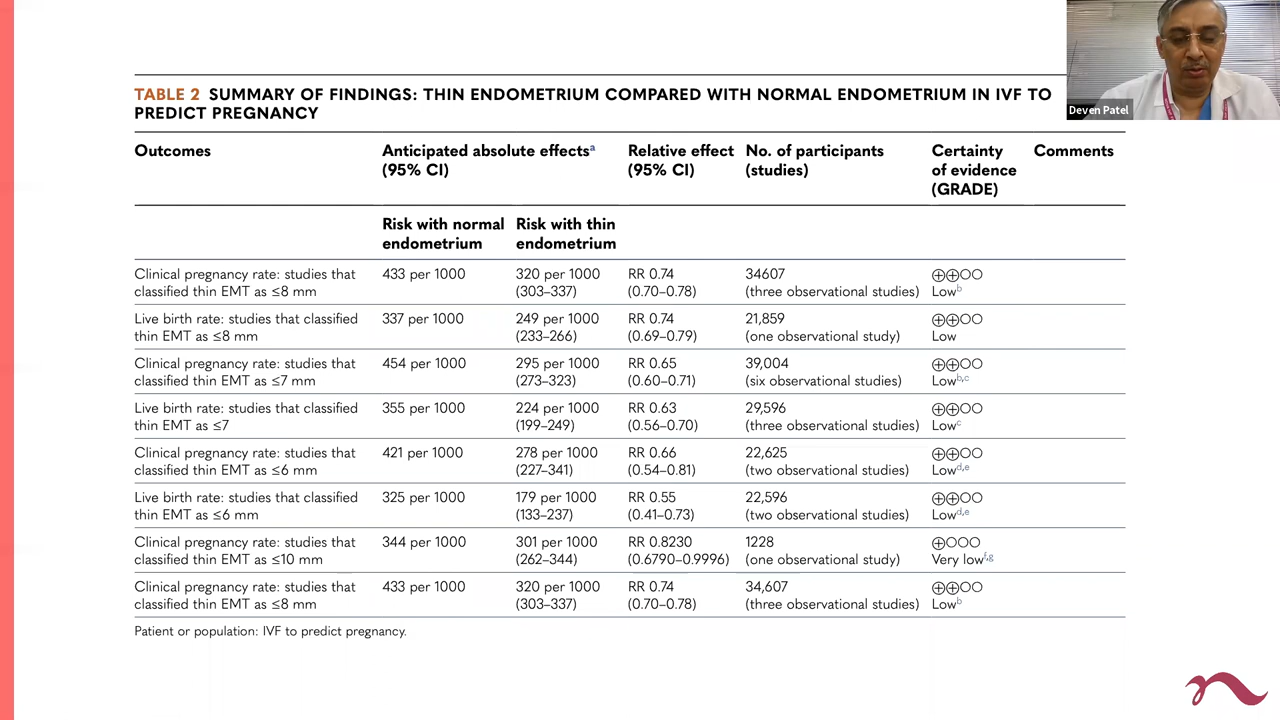 Deven Patel
TABLE 2 SUMMARY OF FINDINGS: THIN ENDOMETRIUM COMPARED WITH NORMAL ENDOMETRIUM IN IVF TO
PREDICT PREGNANCY
Outcomes
Anticipated absolute effectsᵃ
(95% CI)
Relative effect
(95% CI)
No. of participants
(studies)
Certainty
of evidence
(GRADE)
Comments
Risk with normal
endometrium
Risk with thin
endometrium
Clinical pregnancy rate: studies that
classified thin EMT as ≤8 mm
433 per 1000
320 per 1000
(303–337)
RR 0.74
(0.70–0.78)
34607
(three observational studies)
⊕⊕○○
Lowᵇ
Live birth rate: studies that classified
thin EMT as ≤8 mm
337 per 1000
249 per 1000
(233–266)
RR 0.74
(0.69–0.79)
21,859
(one observational study)
⊕⊕○○
Low
Clinical pregnancy rate: studies that
classified thin EMT as ≤7 mm
454 per 1000
295 per 1000
(273–323)
RR 0.65
(0.60–0.71)
39,004
(six observational studies)
⊕⊕○○
Lowᵇ,ᶜ
Live birth rate: studies that classified
thin EMT as ≤7
355 per 1000
224 per 1000
(199–249)
RR 0.63
(0.56–0.70)
29,596
(three observational studies)
⊕⊕○○
Lowᶜ
Clinical pregnancy rate: studies that
classified thin EMT as ≤6 mm
421 per 1000
278 per 1000
(227–341)
RR 0.66
(0.54–0.81)
22,625
(two observational studies)
⊕⊕○○
Lowᵈ,ᵉ
Live birth rate: studies that classified
thin EMT as ≤6 mm
325 per 1000
179 per 1000
(133–237)
RR 0.55
(0.41–0.73)
22,596
(two observational studies)
⊕⊕○○
Lowᵈ,ᵉ
Clinical pregnancy rate: studies that
classified thin EMT as ≤10 mm
344 per 1000
301 per 1000
(262–344)
RR 0.8230
(0.6790–0.9996)
1228
(one observational study)
⊕○○○
Very lowᶠ,ᵍ
Clinical pregnancy rate: studies that
classified thin EMT as ≤8 mm
433 per 1000
320 per 1000
(303–337)
RR 0.74
(0.70–0.78)
34,607
(three observational studies)
⊕⊕○○
Lowᵇ
Patient or population: IVF to predict pregnancy.